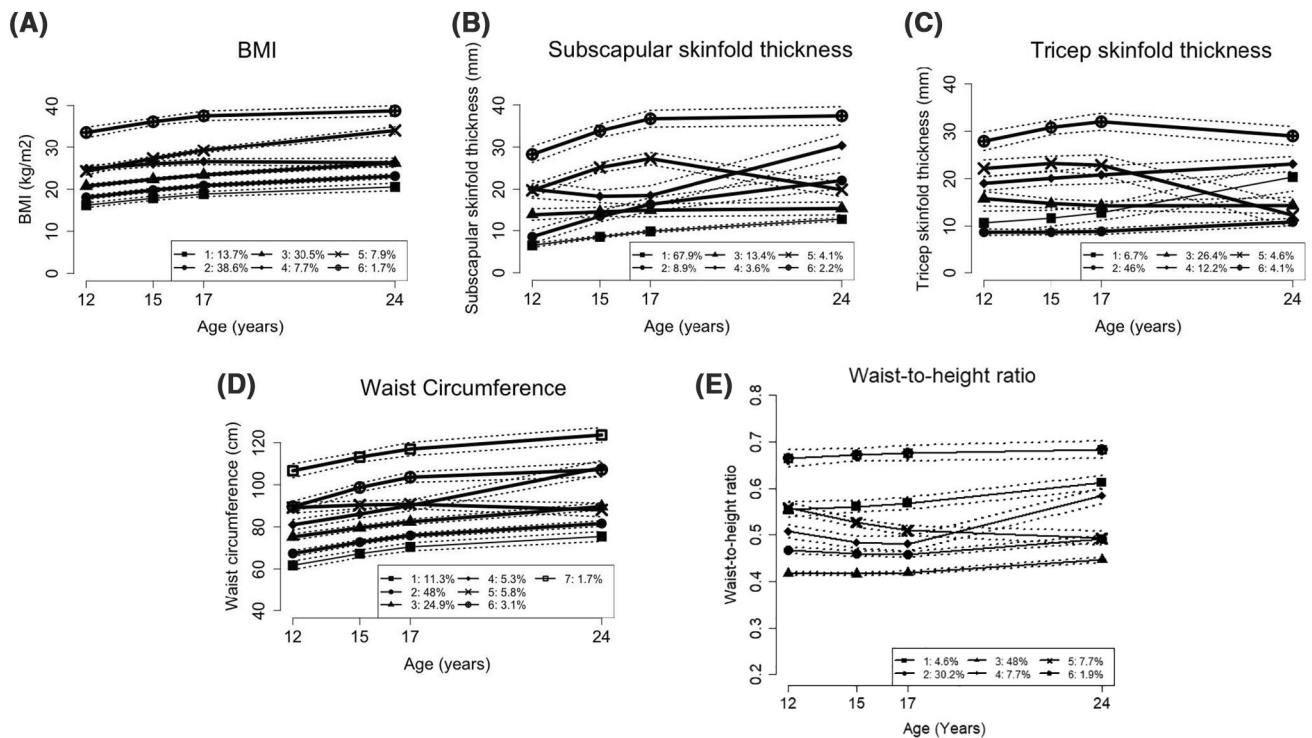 (A)
BMI
BMI (kg/m2)
40
30
20
10
0
1: 13.7% 3: 30.5% 5: 7.9%
2: 38.6% 4: 7.7% 6: 1.7%
12 15 17 24
Age (years)
(B)
Subscapular skinfold thickness
Subscapular skinfold thickness (mm)
40
30
20
10
0
1: 67.9% 3: 13.4% 5: 4.1%
2: 8.9% 4: 3.6% 6: 2.2%
12 15 17 24
Age (years)
(C)
Tricep skinfold thickness
Tricep skinfold thickness (mm)
40
30
20
10
0
1: 6.7% 3: 26.4% 5: 4.6%
2: 46% 4: 12.2% 6: 4.1%
12 15 17 24
Age (years)
(D)
Waist Circumference
Waist circumference (cm)
120
100
80
60
40
1: 11.3% 4: 5.3% 7: 1.7%
2: 48% 5: 5.8%
3: 24.9% 6: 3.1%
12 15 17 24
Age (years)
(E)
Waist-to-height ratio
Waist-to-height ratio
0.8
0.7
0.6
0.5
0.4
0.3
0.2
1: 4.6% 3: 48% 5: 7.7%
2: 30.2% 4: 7.7% 6: 1.9%
12 15 17 24
Age (Years)